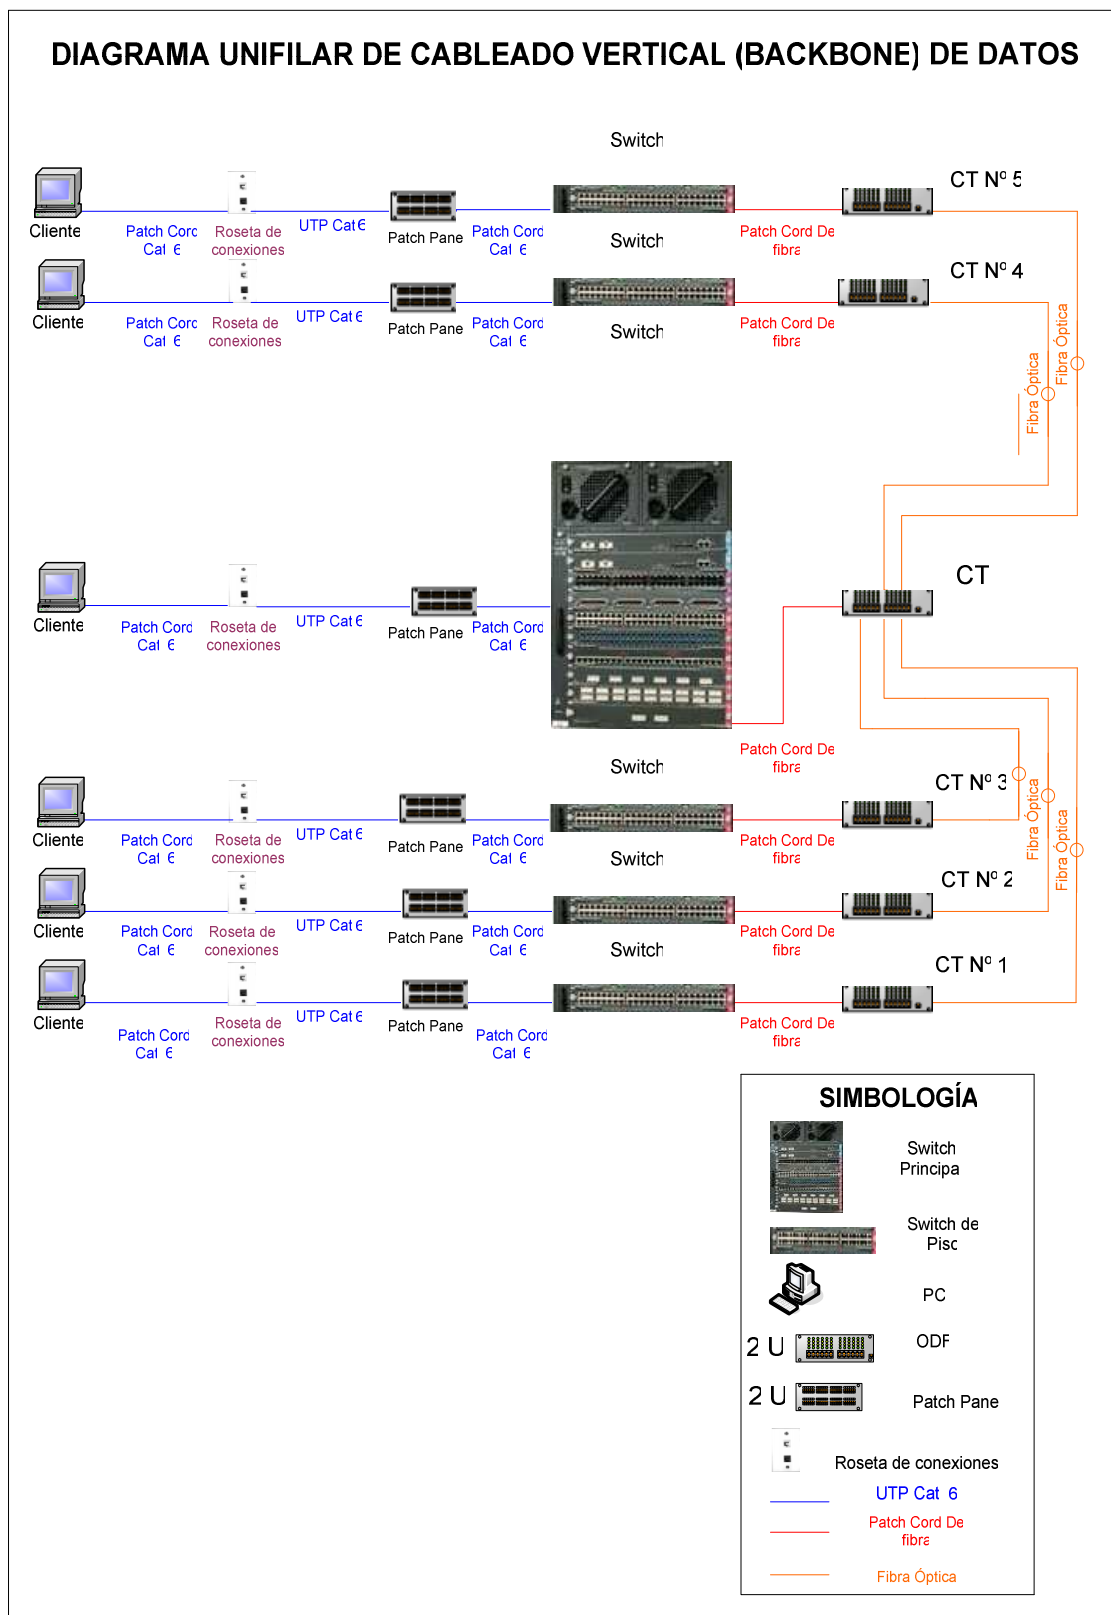 DIAGRAMA UNIFILAR DE CABLEADO VERTICAL (BACKBONE) DE DATOS
Switch
CT Nº 5
Cliente
Patch Cord
Cat 6
Roseta de
conexiones
UTP Cat 6
Patch Pane
Patch Cord
Cat 6
Switch
Patch Cord De
fibra
CT Nº 4
Cliente
Patch Cord
Cat 6
Roseta de
conexiones
UTP Cat 6
Patch Pane
Patch Cord
Cat 6
Switch
Patch Cord De
fibra
Fibra Óptica
Fibra Óptica
CT
Cliente
Patch Cord
Cat 6
Roseta de
conexiones
UTP Cat 6
Patch Pane
Patch Cord
Cat 6
Patch Cord De
fibra
Switch
CT Nº 3
Cliente
Patch Cord
Cat 6
Roseta de
conexiones
UTP Cat 6
Patch Pane
Patch Cord
Cat 6
Switch
Patch Cord De
fibra
Fibra Óptica
Fibra Óptica
CT Nº 2
Cliente
Patch Cord
Cat 6
Roseta de
conexiones
UTP Cat 6
Patch Pane
Patch Cord
Cat 6
Switch
Patch Cord De
fibra
CT Nº 1
Cliente
Patch Cord
Cat 6
Roseta de
conexiones
UTP Cat 6
Patch Pane
Patch Cord
Cat 6
Patch Cord De
fibra
SIMBOLOGÍA
Switch
Principa
Switch de
Piso
PC
2 U
ODF
2 U
Patch Pane
Roseta de conexiones
UTP Cat 6
Patch Cord De
fibra
Fibra Óptica